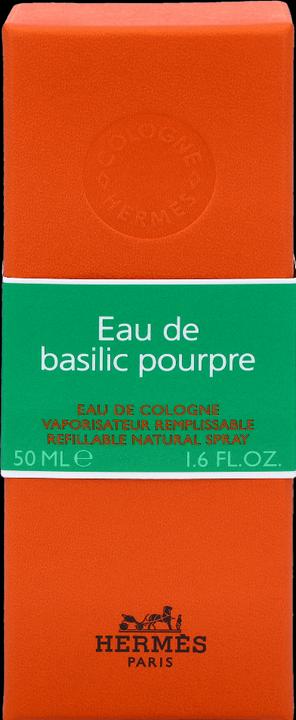 COLOGNE
HERMÈS
Eau de
basilic pourpre
EAU DE COLOGNE
VAPORISATEUR REMPLISSABLE
REFILLABLE NATURAL SPRAY
50 ML ℮ 1.6 FL.OZ.
HERMÈS
PARIS